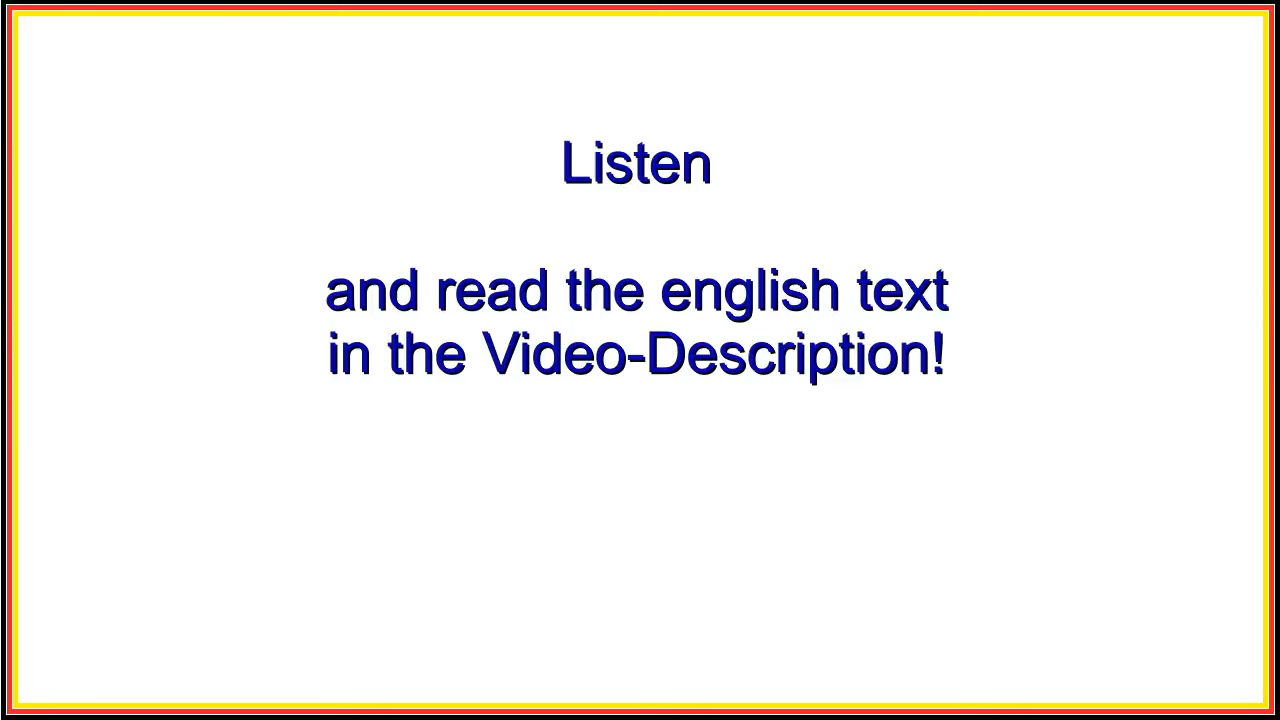 Listen
and read the english text
in the Video-Description!